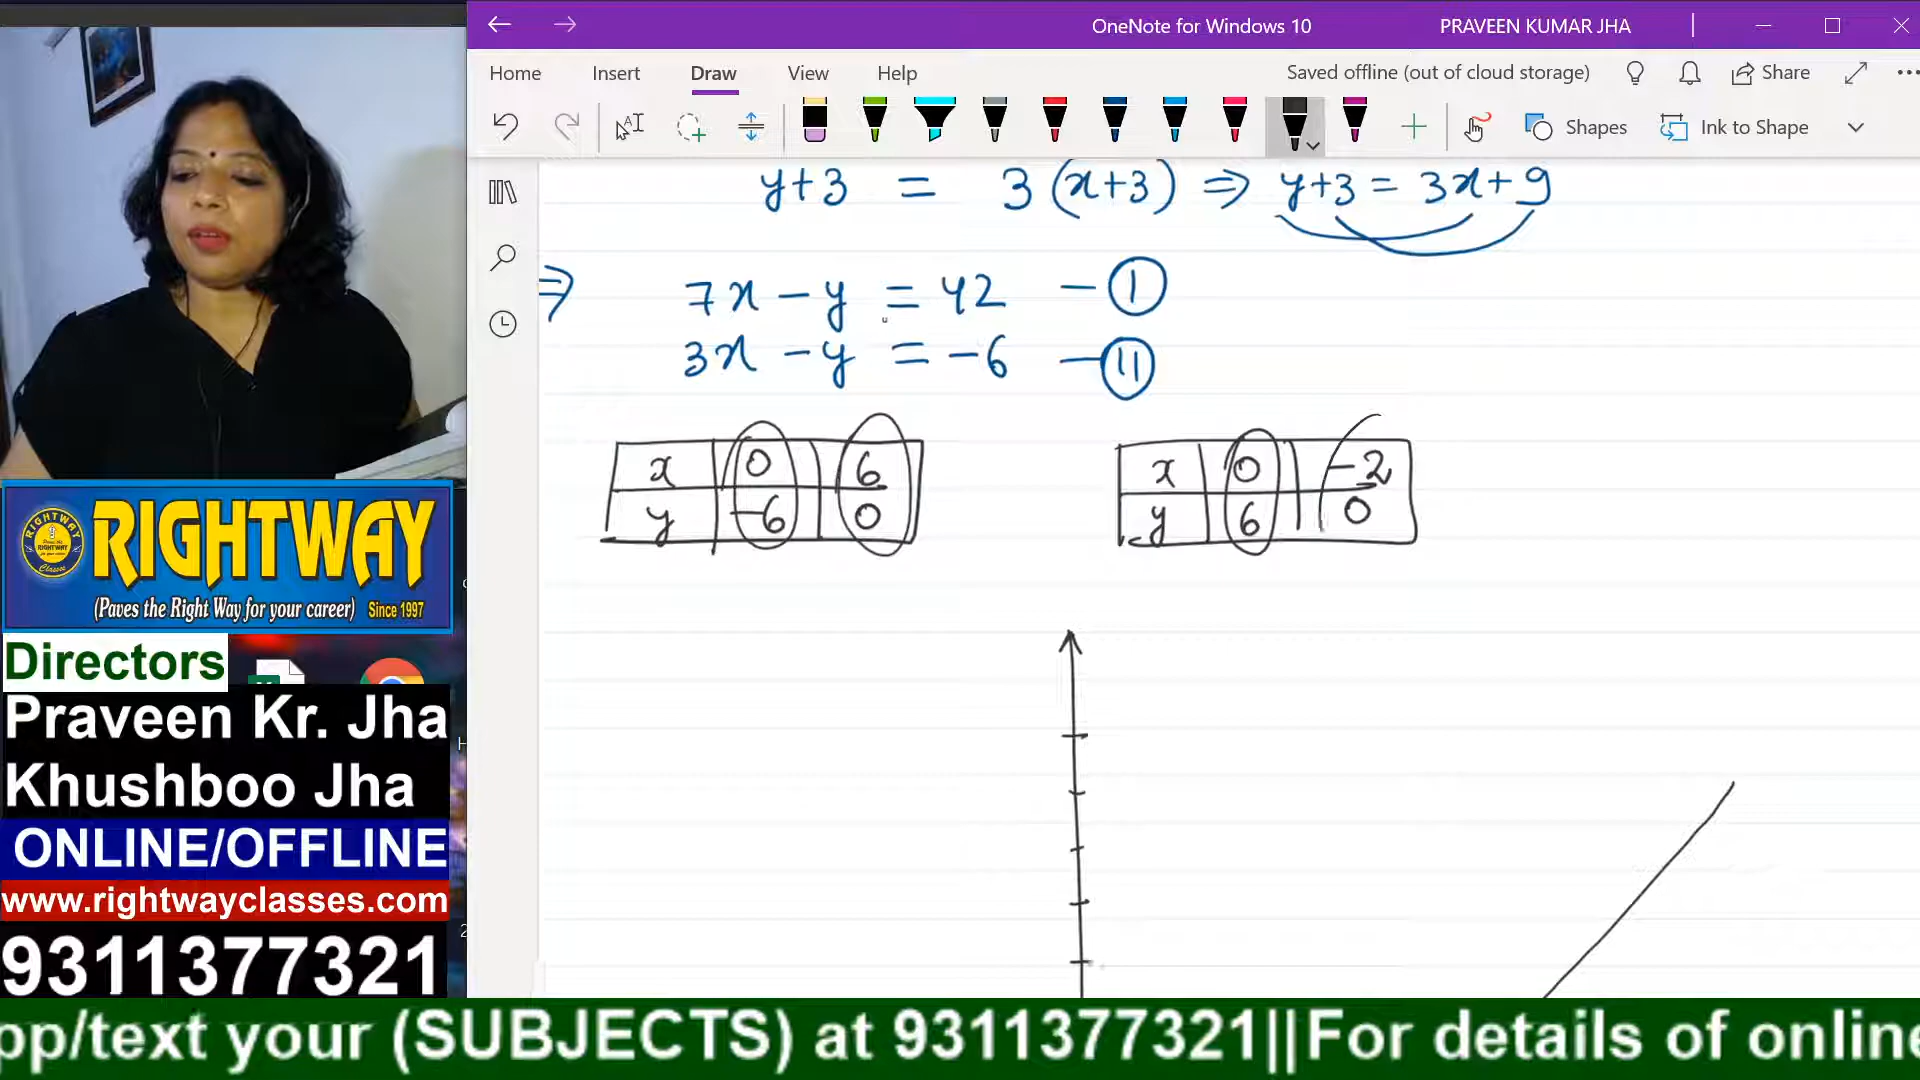 OneNote for Windows 10 PRAVEEN KUMAR JHA
Home Insert Draw View Help Saved offline (out of cloud storage) Share
Shapes Ink to Shape
y+3 = 3(x+3) ⇒ y+3 = 3x+9
⇒ 7x - y = 42 - ①
3x - y = -6 - ⑪
x 0 6
y -6 0
x 0 -2
y 6 0
RIGHTWAY
(Paves the Right Way for your career) Since 1997
Directors
Praveen Kr. Jha
Khushboo Jha
ONLINE/OFFLINE
www.rightwayclasses.com
9311377321
pp/text your (SUBJECTS) at 9311377321||For details of online